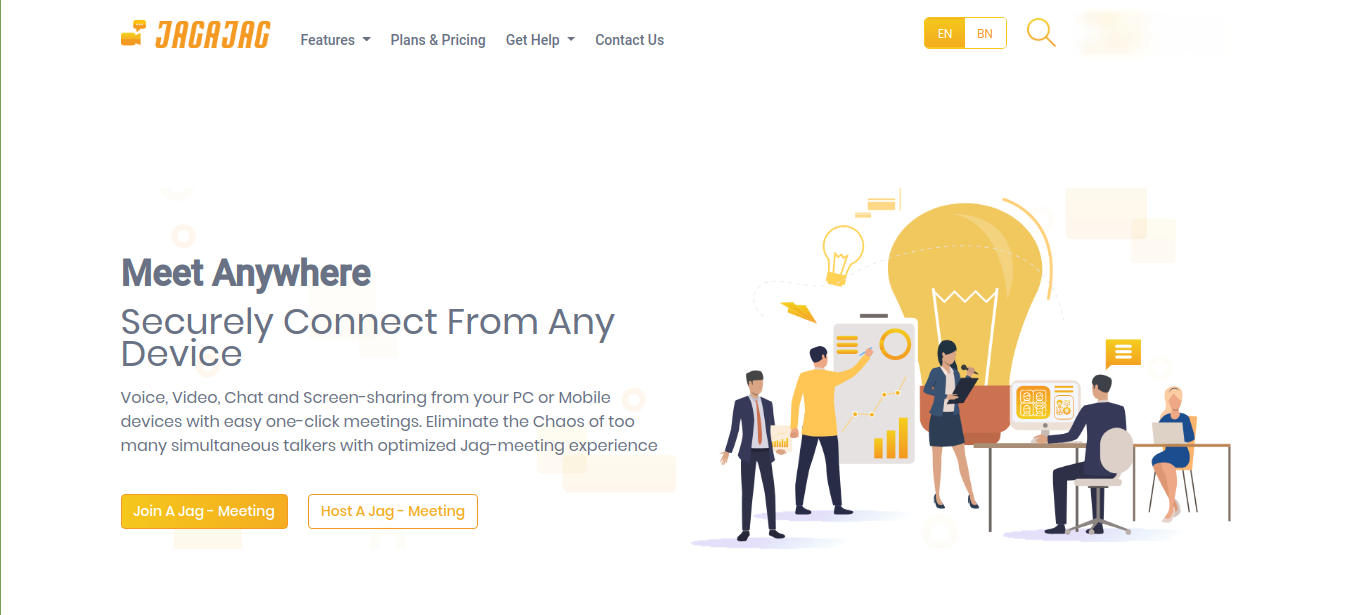 JAGAJAG
Features
Plans & Pricing
Get Help
Contact Us
EN
BN
Meet Anywhere
Securely Connect From Any
Device
Voice, Video, Chat and Screen-sharing from your PC or Mobile
devices with easy one-click meetings. Eliminate the Chaos of too
many simultaneous talkers with optimized Jag-meeting experience
Join A Jag - Meeting
Host A Jag - Meeting